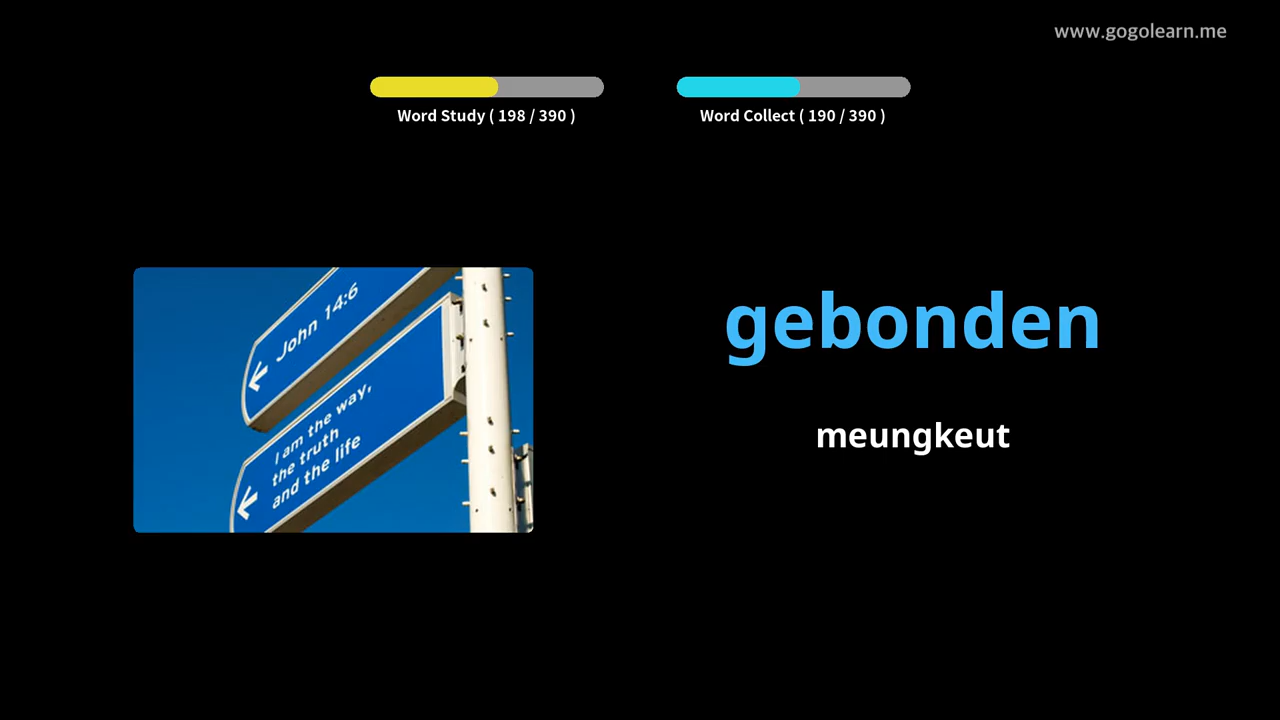 www.gogolearn.me
Word Study ( 198 / 390 )
Word Collect ( 190 / 390 )
John 14:6
I am the way,
the truth
and the life
gebonden
meungkeut